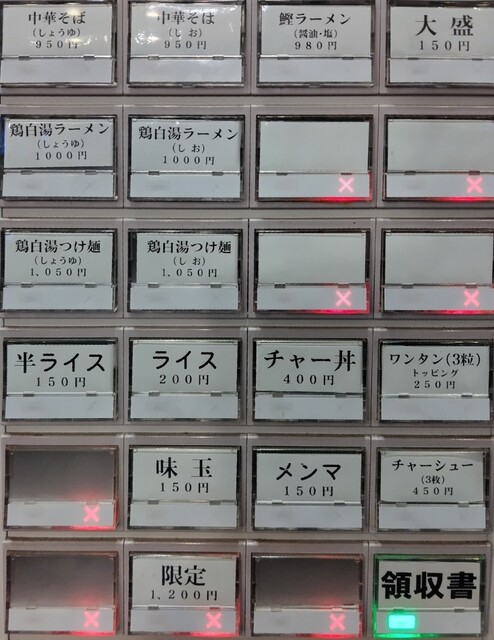 中華そば
(しょうゆ)
950円
中華そば
(しお)
950円
鰹ラーメン
(醤油・塩)
980円
大盛
150円
鶏白湯ラーメン
(しょうゆ)
1000円
鶏白湯ラーメン
(しお)
1000円
鶏白湯つけ麺
(しょうゆ)
1,050円
鶏白湯つけ麺
(しお)
1,050円
半ライス
150円
ライス
200円
チャー丼
400円
ワンタン(3粒)
トッピング
250円
味玉
150円
メンマ
150円
チャーシュー
(3枚)
450円
限定
1,200円
領収書